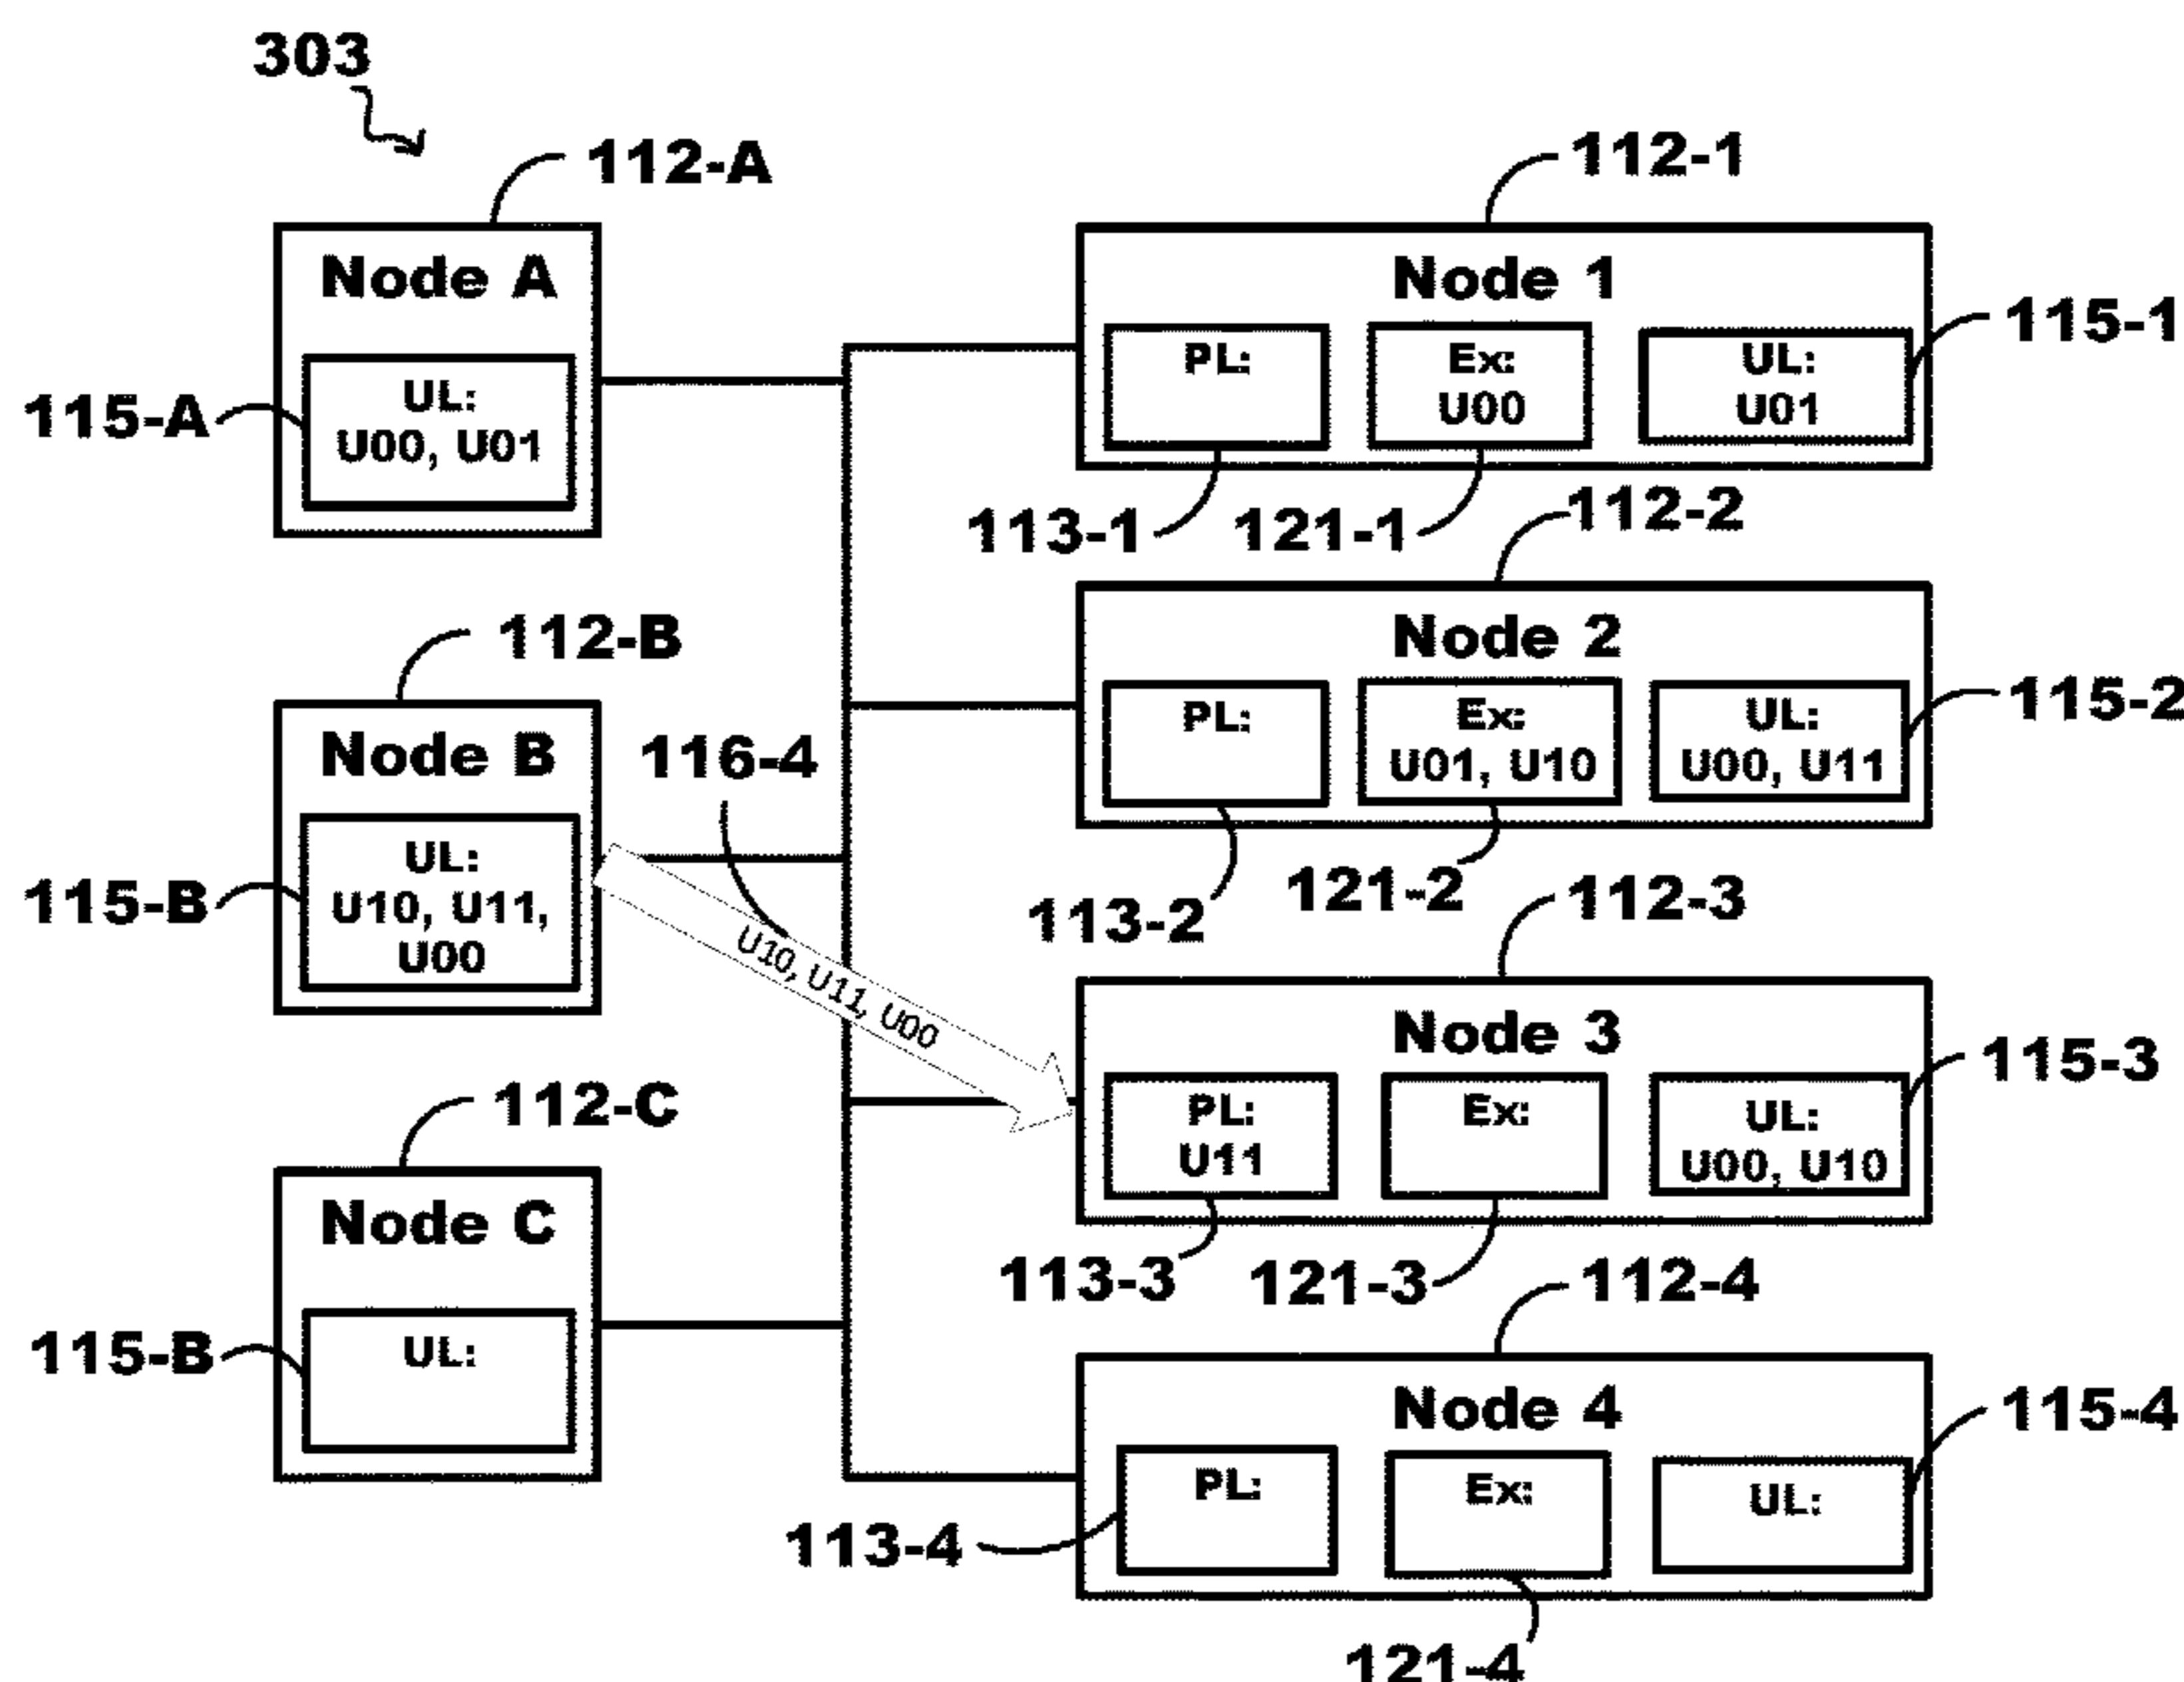 303
112-A
112-1
Node A
UL:
U00, U01
115-A
Node 1
PL:
Ex:
U00
UL:
U01
115-1
113-1
121-1
112-2
112-B
Node B
UL:
U10, U11,
U00
115-B
116-4
U10, U11, U00
Node 2
PL:
Ex:
U01, U10
UL:
U00, U11
115-2
113-2
121-2
112-3
112-C
Node C
UL:
115-B
Node 3
PL:
U11
Ex:
UL:
U00, U10
115-3
113-3
121-3
112-4
Node 4
PL:
Ex:
UL:
115-4
113-4
121-4